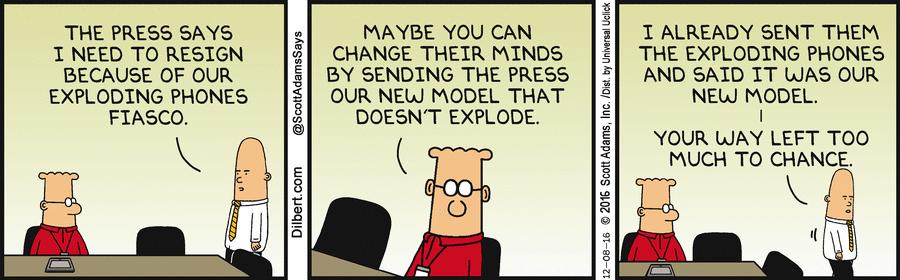 THE PRESS SAYS
I NEED TO RESIGN
BECAUSE OF OUR
EXPLODING PHONES
FIASCO.
Dilbert.com @ScottAdamsSays
MAYBE YOU CAN
CHANGE THEIR MINDS
BY SENDING THE PRESS
OUR NEW MODEL THAT
DOESN'T EXPLODE.
12-08-16 © 2016 Scott Adams, Inc. /Dist. by Universal Uclick
I ALREADY SENT THEM
THE EXPLODING PHONES
AND SAID IT WAS OUR
NEW MODEL.
YOUR WAY LEFT TOO
MUCH TO CHANCE.